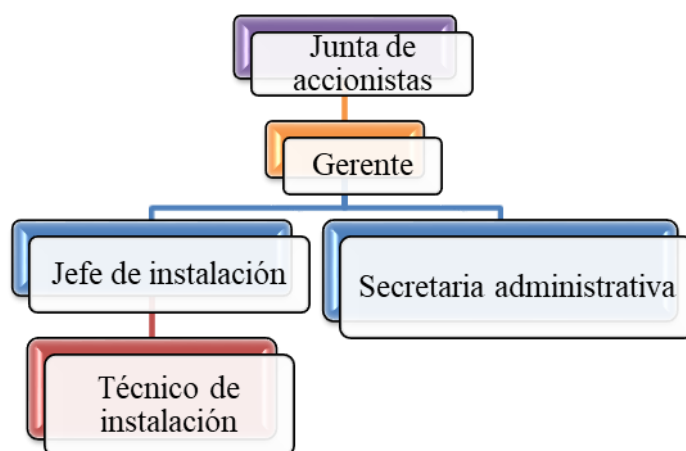 Junta de
accionistas
Gerente
Jefe de instalación
Secretaria administrativa
Técnico de
instalación